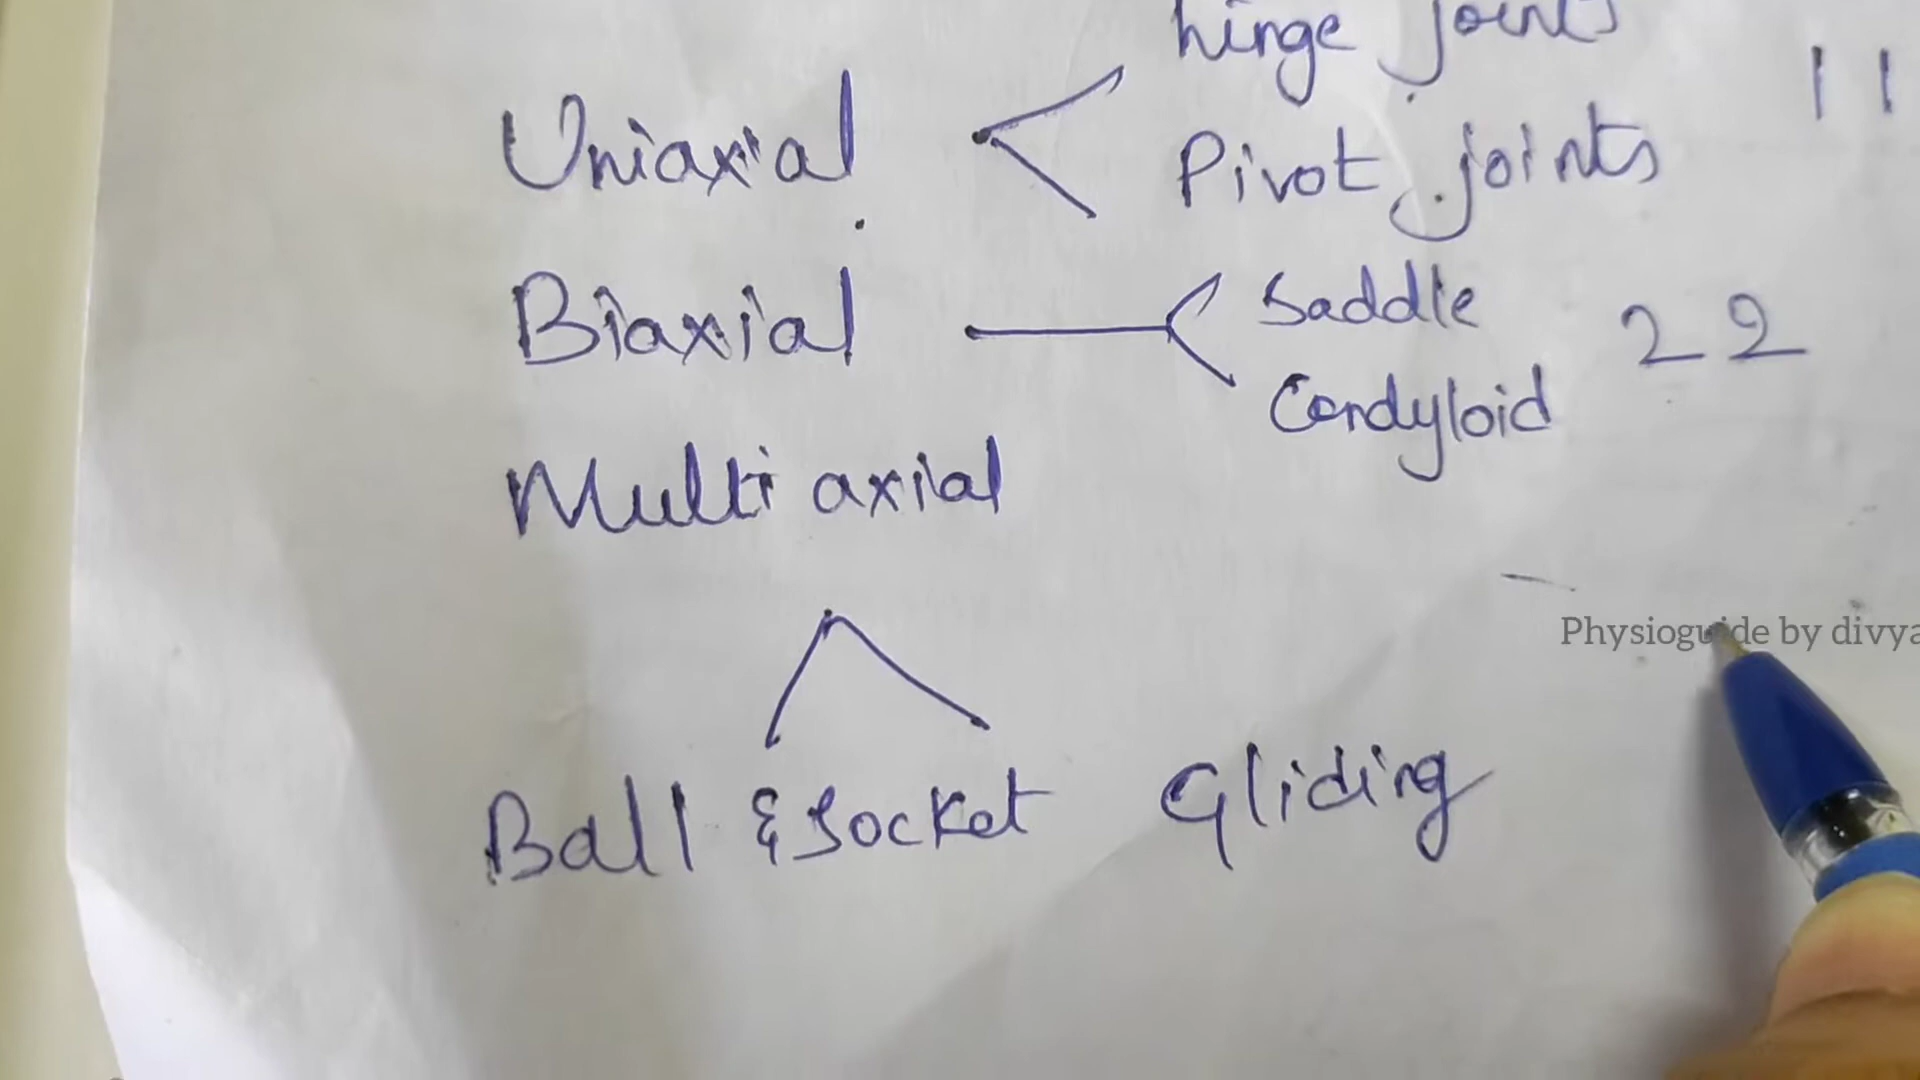 hinge joints
Uniaxial
Pivot joints
11
Biaxial
Saddle
Condyloid
22
Multi axial
Ball & Socket
Gliding
Physioguide by divya